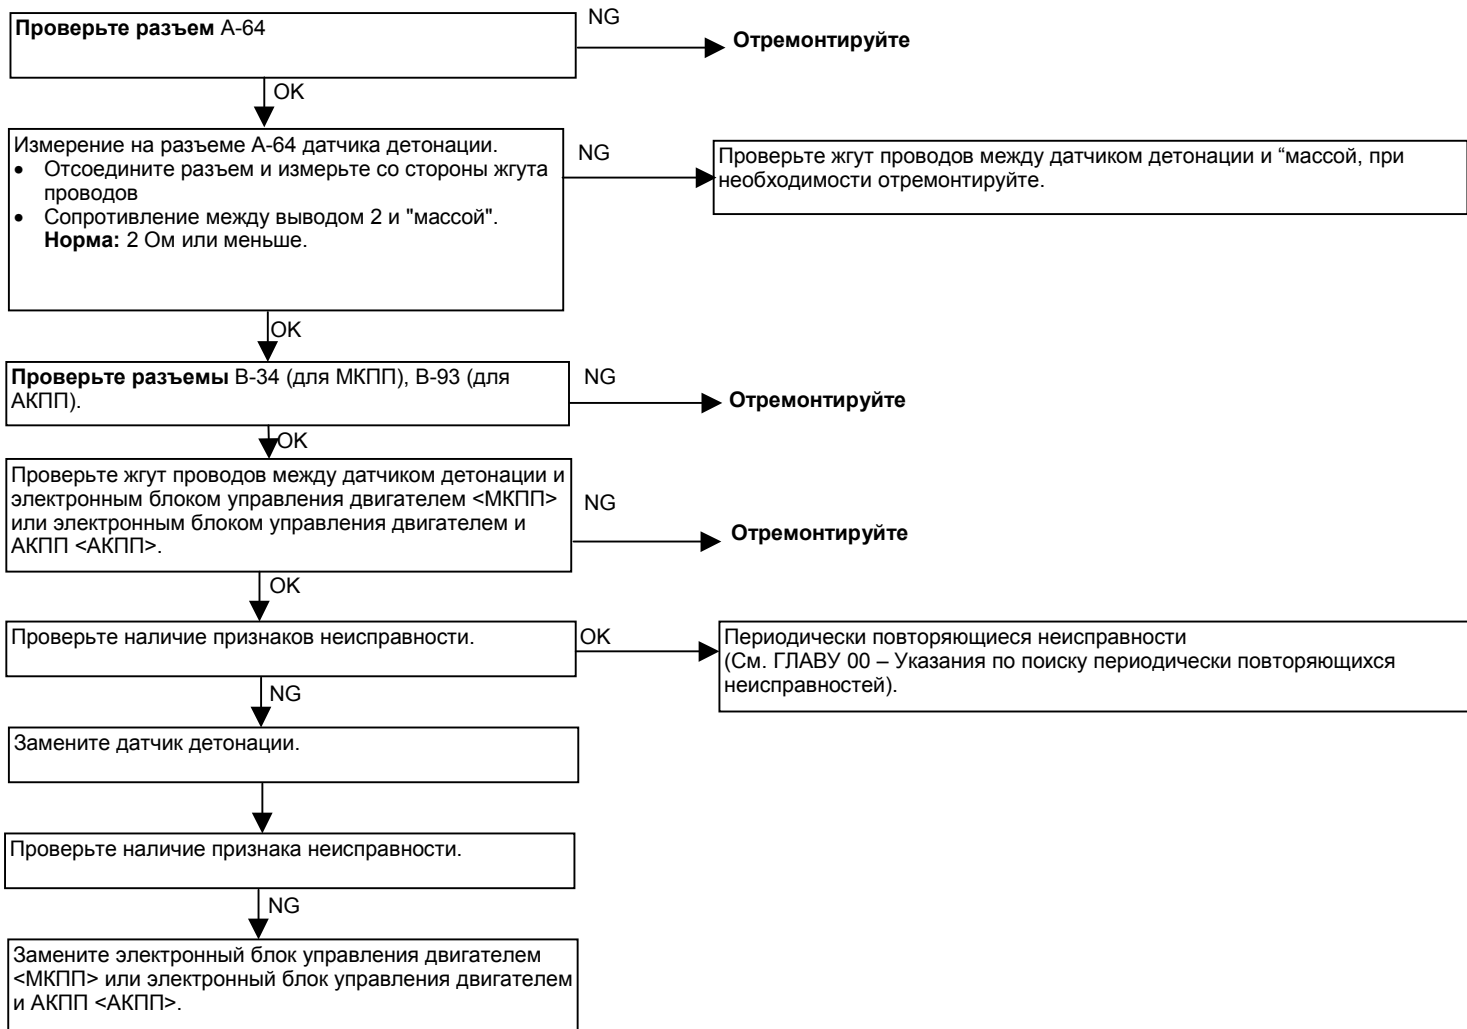 Проверьте разъем А-64
NG
Отремонтируйте
OK
Измерение на разъеме А-64 датчика детонации.
• Отсоедините разъем и измерьте со стороны жгута
проводов
• Сопротивление между выводом 2 и "массой".
Норма: 2 Ом или меньше.
NG
Проверьте жгут проводов между датчиком детонации и “массой, при
необходимости отремонтируйте.
OK
Проверьте разъемы В-34 (для МКПП), В-93 (для
АКПП).
NG
Отремонтируйте
OK
Проверьте жгут проводов между датчиком детонации и
электронным блоком управления двигателем <МКПП>
или электронным блоком управления двигателем и
АКПП <АКПП>.
NG
Отремонтируйте
OK
Проверьте наличие признаков неисправности.
OK
Периодически повторяющиеся неисправности
(См. ГЛАВУ 00 – Указания по поиску периодически повторяющихся
неисправностей).
NG
Замените датчик детонации.
Проверьте наличие признака неисправности.
NG
Замените электронный блок управления двигателем
<МКПП> или электронный блок управления двигателем
и АКПП <АКПП>.